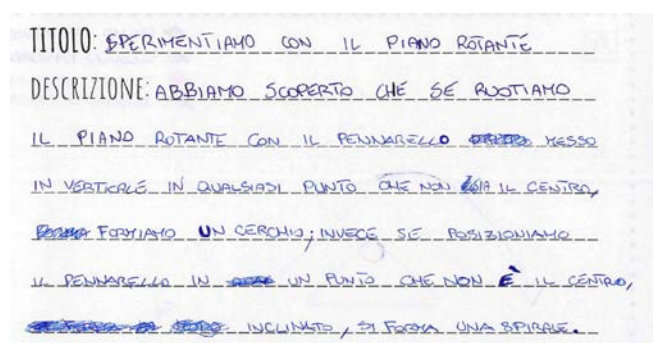 TITOLO: SPERIMENTIAMO CON IL PIANO ROTANTE
DESCRIZIONE: ABBIAMO SCOPERTO CHE SE RUOTIAMO
IL PIANO ROTANTE CON IL PENNARELLO MESSO
IN VERTICALE IN QUALSIASI PUNTO CHE NON SIA IL CENTRO,
FORMIAMO UN CERCHIO; INVECE SE POSIZIONIAMO
IL PENNARELLO IN UN PUNTO CHE NON È IL CENTRO,
INCLINATO, SI FORMA UNA SPIRALE.